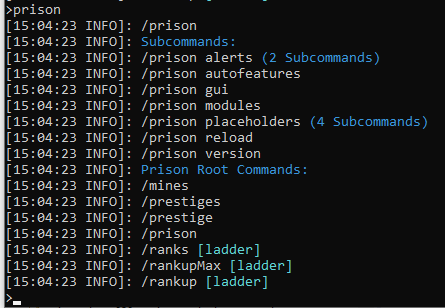 >prison
[15:04:23 INFO]: /prison
[15:04:23 INFO]: Subcommands:
[15:04:23 INFO]: /prison alerts (2 Subcommands)
[15:04:23 INFO]: /prison autofeatures
[15:04:23 INFO]: /prison gui
[15:04:23 INFO]: /prison modules
[15:04:23 INFO]: /prison placeholders (4 Subcommands)
[15:04:23 INFO]: /prison reload
[15:04:23 INFO]: /prison version
[15:04:23 INFO]: Prison Root Commands:
[15:04:23 INFO]: /mines
[15:04:23 INFO]: /prestiges
[15:04:23 INFO]: /prestige
[15:04:23 INFO]: /prison
[15:04:23 INFO]: /ranks [ladder]
[15:04:23 INFO]: /rankupMax [ladder]
[15:04:23 INFO]: /rankup [ladder]
>